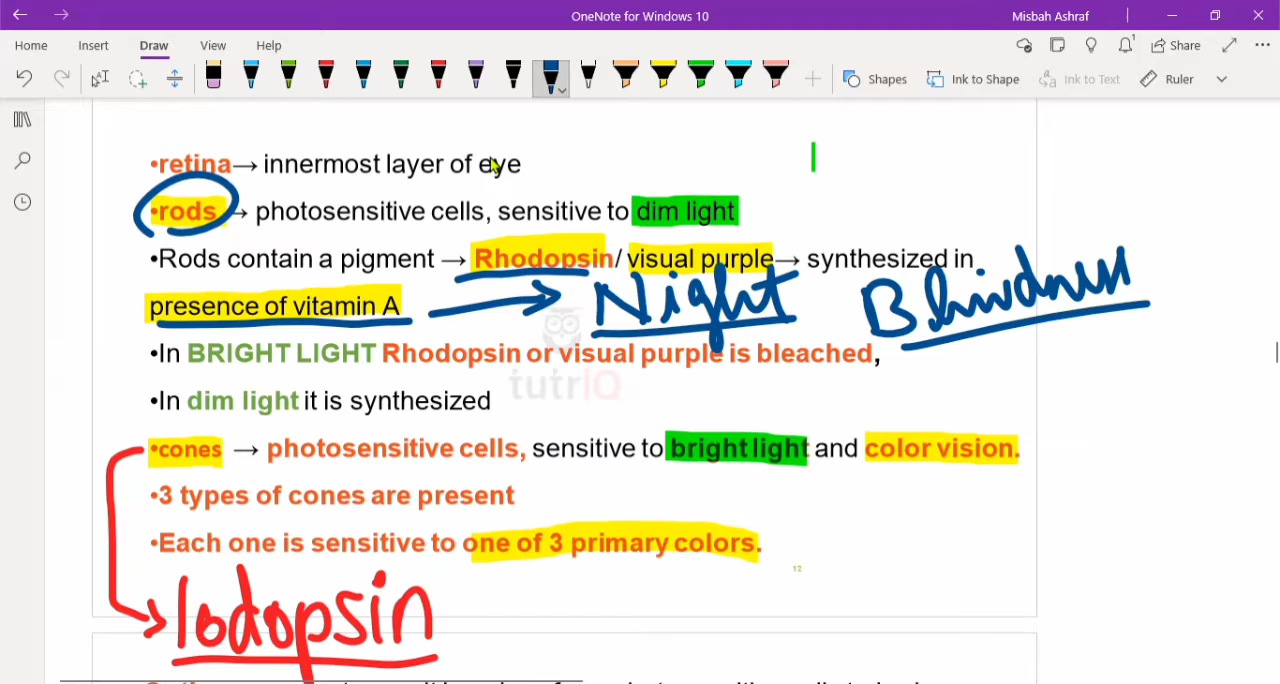 OneNote for Windows 10
Misbah Ashraf
Home Insert Draw View Help
Share
Shapes Ink to Shape Ink to Text Ruler
•retina→ innermost layer of eye
•rods → photosensitive cells, sensitive to dim light
•Rods contain a pigment → Rhodopsin/ visual purple→ synthesized in
presence of vitamin A
Night Blindness
•In BRIGHT LIGHT Rhodopsin or visual purple is bleached,
tutrIQ
•In dim light it is synthesized
•cones → photosensitive cells, sensitive to bright light and color vision.
•3 types of cones are present
•Each one is sensitive to one of 3 primary colors.
12
Iodopsin